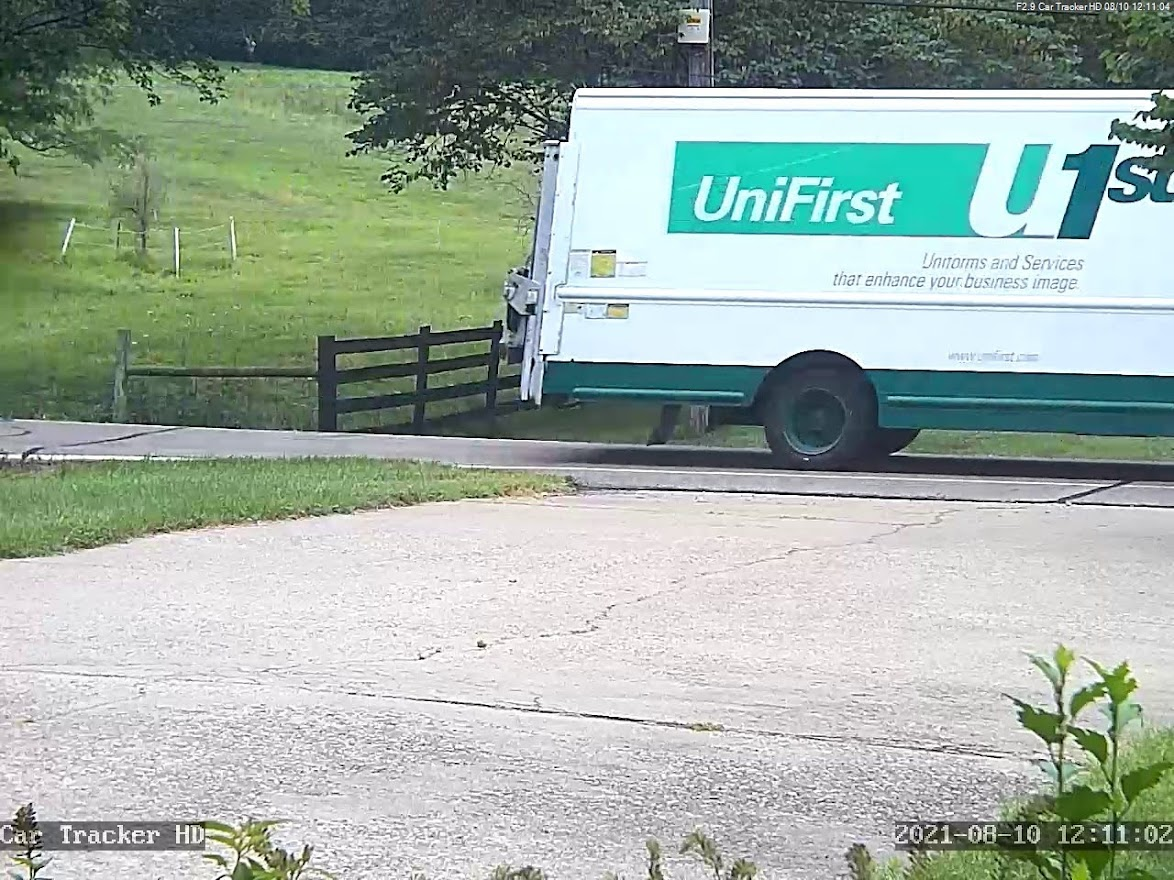 F2.9 Car Tracker HD 08/10 12:11:04
UniFirst U1st
Uniforms and Services
that enhance your business image.
www.unifirst.com
Car Tracker HD
2021-08-10 12:11:02